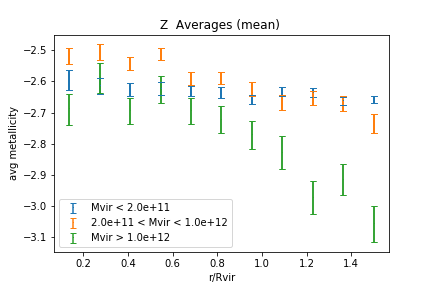 Z Averages (mean)
avg metallicity
−2.5
−2.6
−2.7
−2.8
−2.9
−3.0
−3.1
Mvir < 2.0e+11
2.0e+11 < Mvir < 1.0e+12
Mvir > 1.0e+12
0.2 0.4 0.6 0.8 1.0 1.2 1.4
r/Rvir